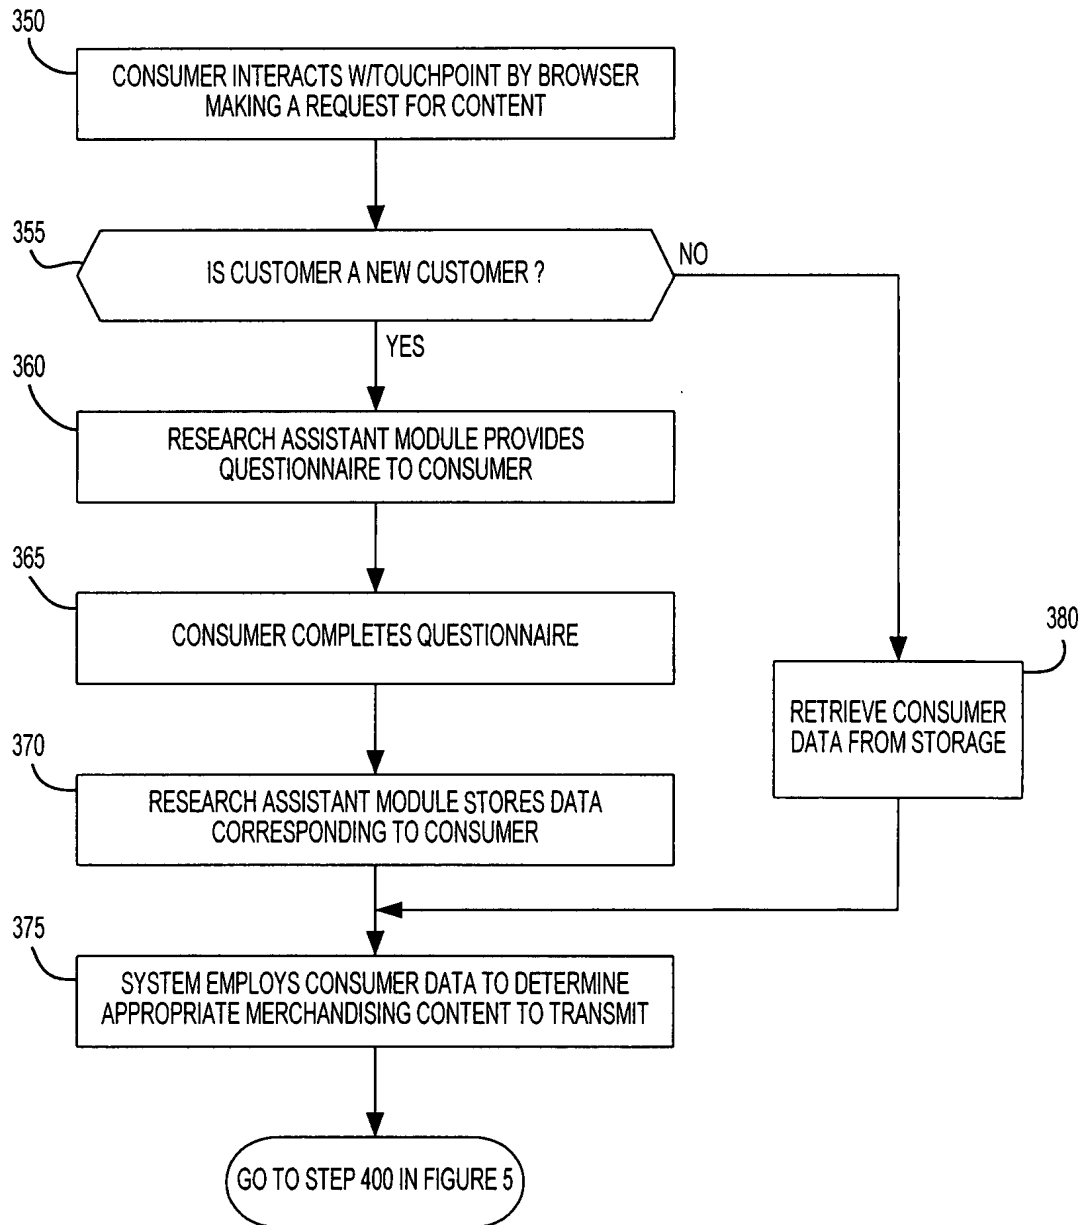 350
CONSUMER INTERACTS W/TOUCHPOINT BY BROWSER
MAKING A REQUEST FOR CONTENT
355
IS CUSTOMER A NEW CUSTOMER ?
NO
YES
360
RESEARCH ASSISTANT MODULE PROVIDES
QUESTIONNAIRE TO CONSUMER
365
CONSUMER COMPLETES QUESTIONNAIRE
380
RETRIEVE CONSUMER
DATA FROM STORAGE
370
RESEARCH ASSISTANT MODULE STORES DATA
CORRESPONDING TO CONSUMER
375
SYSTEM EMPLOYS CONSUMER DATA TO DETERMINE
APPROPRIATE MERCHANDISING CONTENT TO TRANSMIT
GO TO STEP 400 IN FIGURE 5